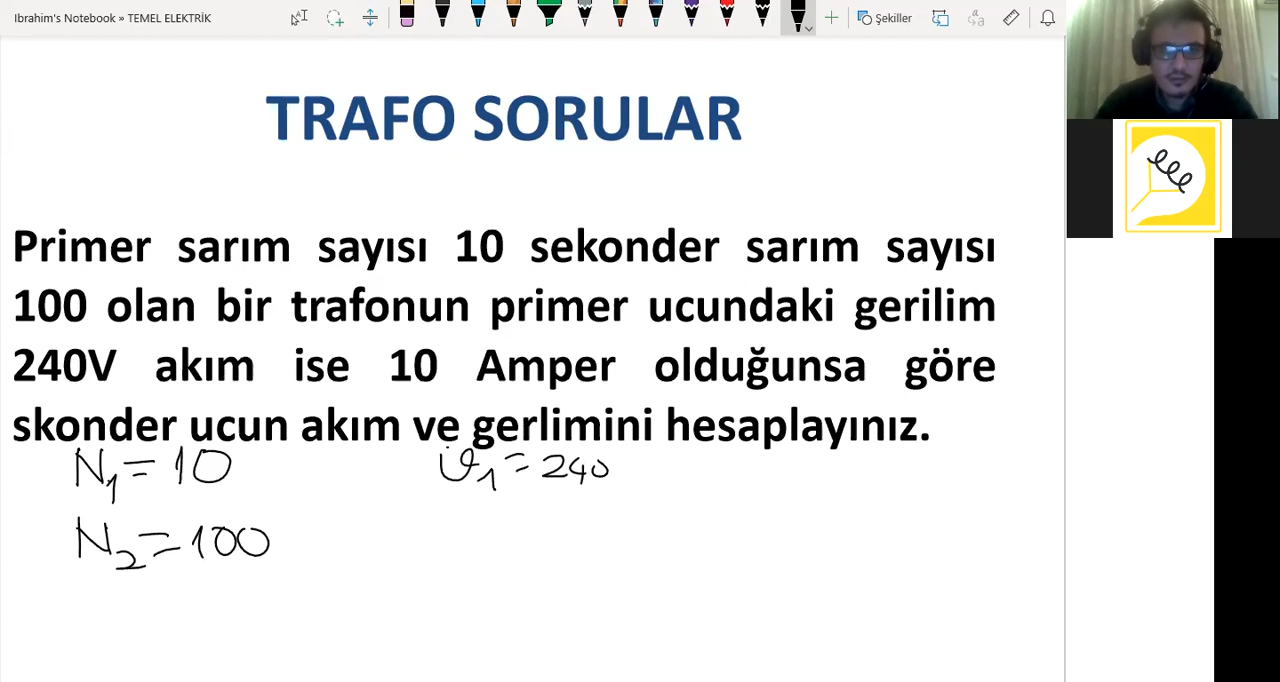 Ibrahim's Notebook » TEMEL ELEKTRİK
Şekiller
TRAFO SORULAR
Primer sarım sayısı 10 sekonder sarım sayısı
100 olan bir trafonun primer ucundaki gerilim
240V akım ise 10 Amper olduğunsa göre
skonder ucun akım ve gerlimini hesaplayınız.
N₁=10
ϑ₁=240
N₂=100